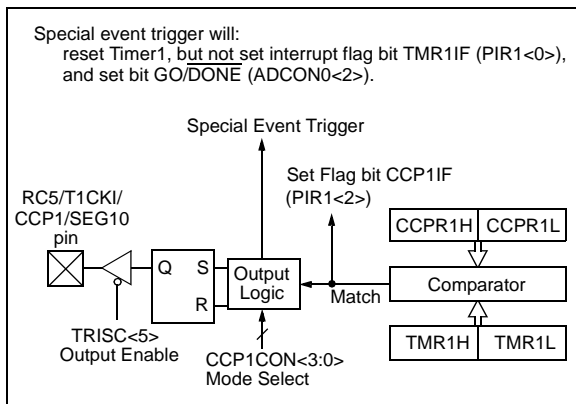 Special event trigger will:
reset Timer1, but not set interrupt flag bit TMR1IF (PIR1<0>),
and set bit GO/DONE (ADCON0<2>).
Special Event Trigger
Set Flag bit CCP1IF
(PIR1<2>)
RC5/T1CKI/
CCP1/SEG10
pin
CCPR1H CCPR1L
Q S
R
Output
Logic
Match
Comparator
TRISC<5>
Output Enable
CCP1CON<3:0>
Mode Select
TMR1H TMR1L